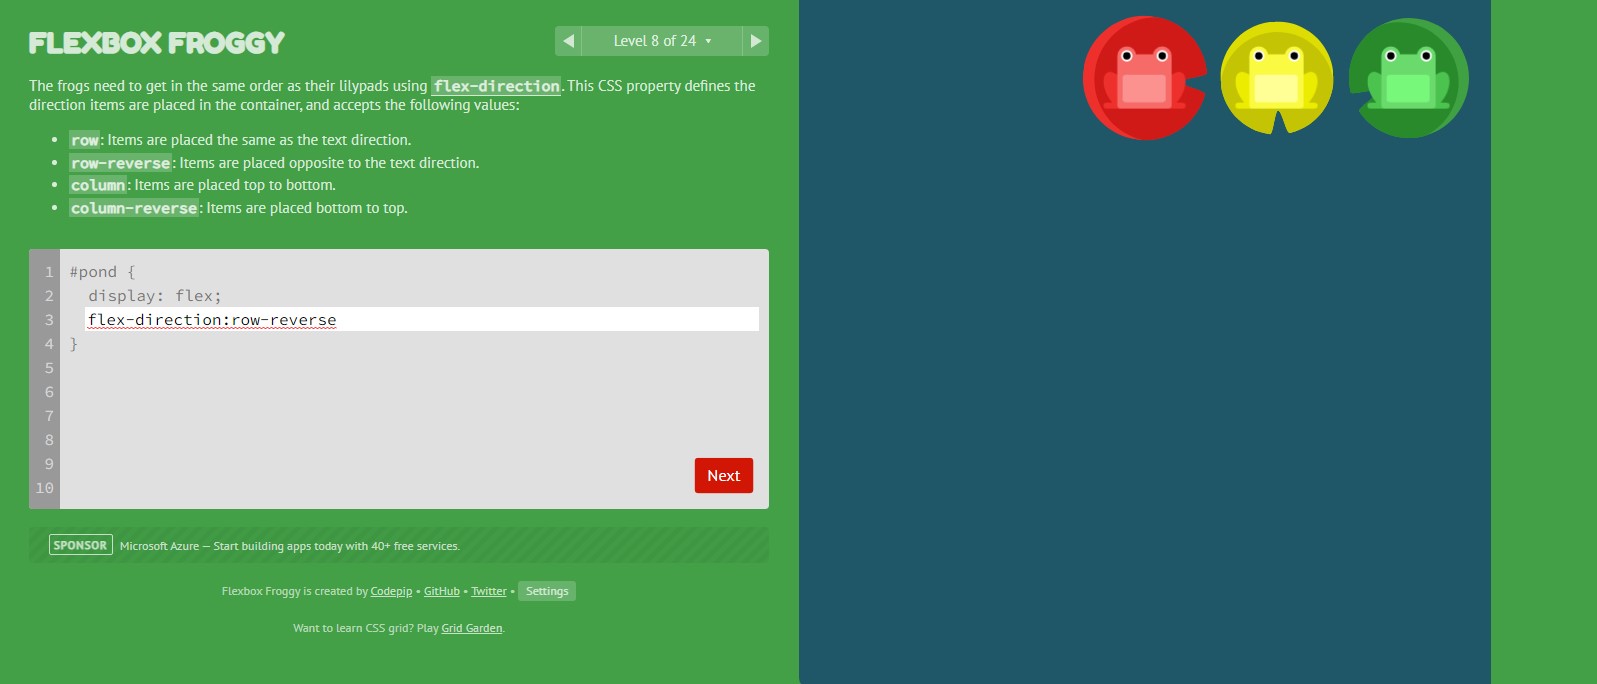 FLEXBOX FROGGY
Level 8 of 24
The frogs need to get in the same order as their lilypads using flex-direction. This CSS property defines the
direction items are placed in the container, and accepts the following values:
row: Items are placed the same as the text direction.
row-reverse: Items are placed opposite to the text direction.
column: Items are placed top to bottom.
column-reverse: Items are placed bottom to top.
1 #pond {
2 display: flex;
3 flex-direction:row-reverse
4 }
5
6
7
8
9
10
Next
SPONSOR Microsoft Azure — Start building apps today with 40+ free services.
Flexbox Froggy is created by Codepip • GitHub • Twitter • Settings
Want to learn CSS grid? Play Grid Garden.